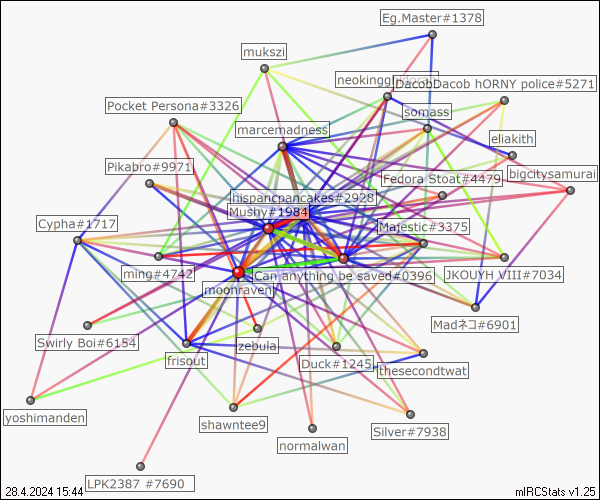 Eg.Master#1378
mukszi
neokingg
DacobDacob hORNY police#5271
Pocket Persona#3326
somass
marcemadness
eliakith
Pikabro#9971
Fedora Stoat#4479
bigcitysamurai
hispancpancakes#2928
Mushy#1984
Cypha#1717
Majestic#3375
ming#4742
Can anything be saved#0396
JKOUYH VIII#7034
moonraven
Madネコ#6901
Swirly Boi#6154
zebula
frisout
Duck#1245
thesecondtwat
yoshimanden
shawntee9
Silver#7938
normalwan
LPK2387 #7690
28.4.2024 15:44
mIRCStats v1.25